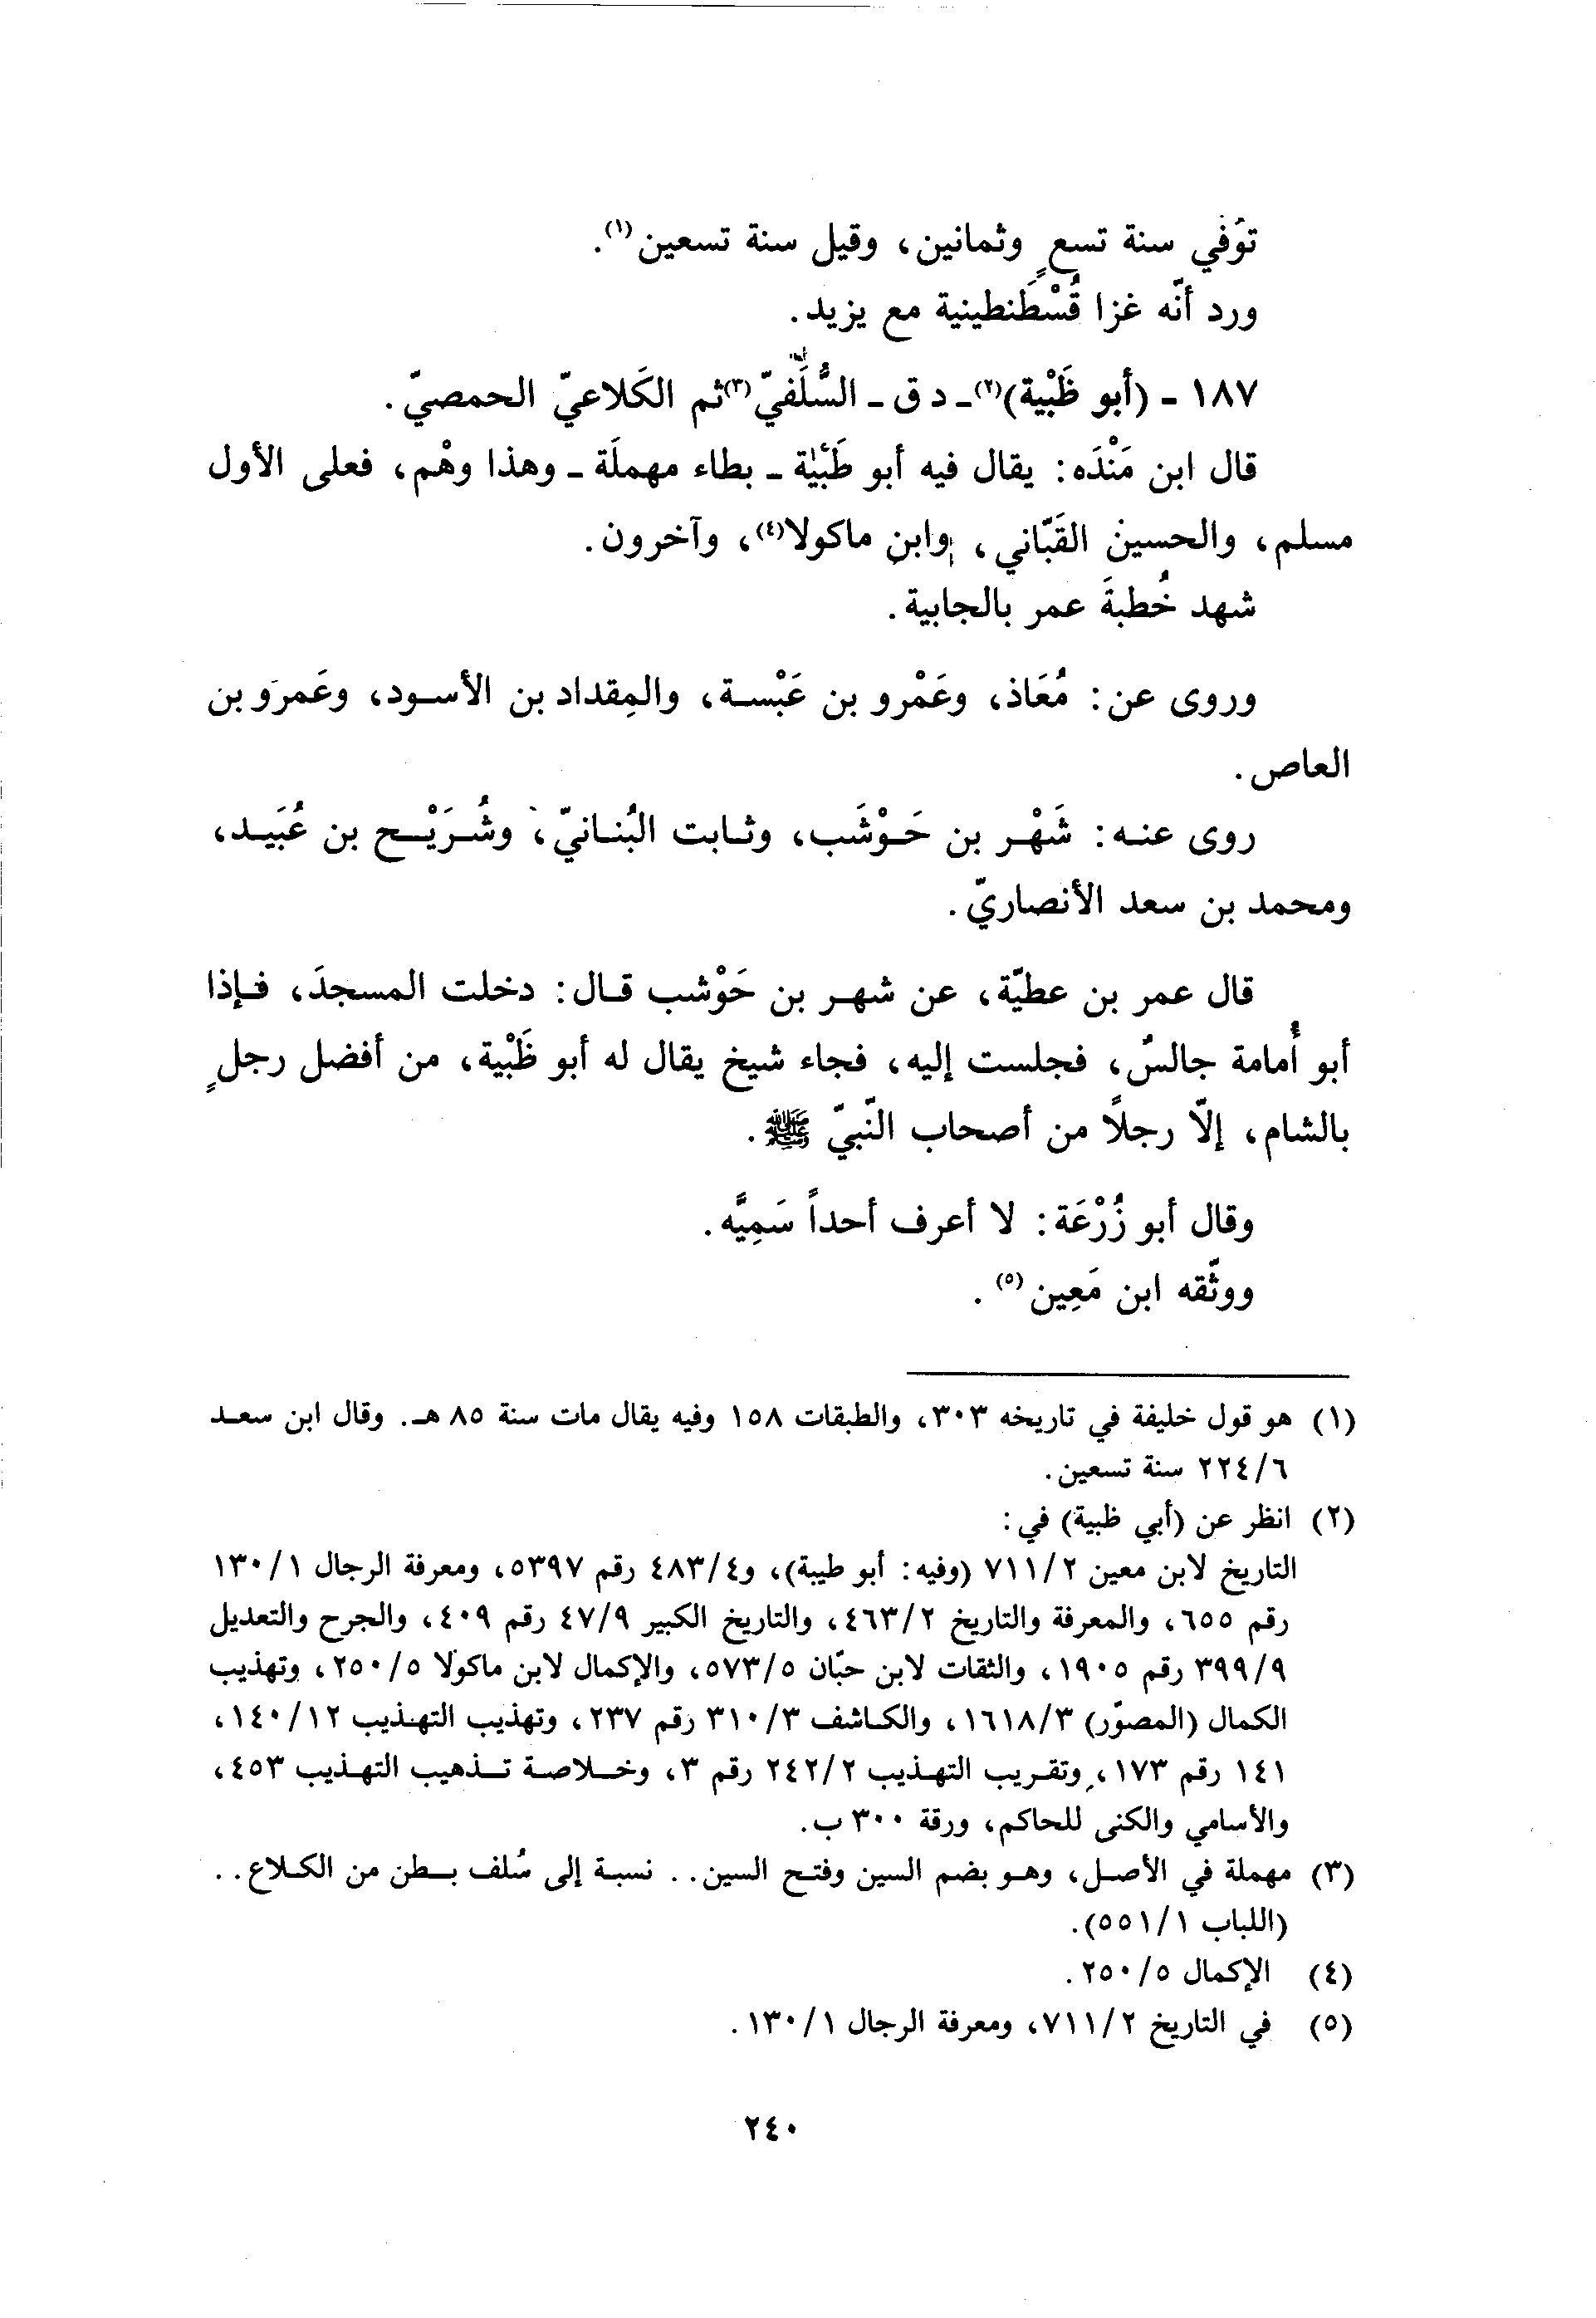 توُفي سنة تسعٍ وثمانين، وقيل سنة تسعين(١).
ورد أنّه غزا قُسْطَنطينية مع يزيد.
١٨٧ - (أبو ظَبْية)(٢) - د ق - السُّلَفيّ(٣) ثم الكَلاعيّ الحمصيّ.
قال ابن مَنْدَه: يقال فيه أبو طَبْية - بطاء مهملَة - وهذا وهْم، فعلى الأول
مسلم، والحسين القَبّاني، وابن ماكولا(٤)، وآخرون.
شهد خُطبةَ عمر بالجابية.
وروى عن: مُعَاذ، وعَمْرو بن عَبْسة، والمِقداد بن الأسود، وعَمرو بن
العاص.
روى عنه: شَهْر بن حَوْشَب، وثابت البُنانيّ، وشُرَيْح بن عُبَيد،
ومحمد بن سعد الأنصاريّ.
قال عمر بن عطيّة، عن شهر بن حَوْشب قال: دخلت المسجدَ، فإذا
أبو أُمامة جالسٌ، فجلست إليه، فجاء شيخ يقال له أبو ظَبْية، من أفضل رجلٍ
بالشام، إلّا رجلاً من أصحاب النّبيّ ﷺ.
وقال أبو زُرْعَة: لا أعرف أحداً سَمِيَّه.
ووثّقه ابن مَعِين(٥).
(١) هو قول خليفة في تاريخه ٣٠٣، والطبقات ١٥٨ وفيه يقال مات سنة ٨٥ هـ. وقال ابن سعد
٢٢٤/٦ سنة تسعين.
(٢) انظر عن (أبي ظبية) في:
التاريخ لابن معين ٧١١/٢ (وفيه: أبو طيبة)، و٤٨٣/٤ رقم ٥٣٩٧، ومعرفة الرجال ١٣٠/١
رقم ٦٥٥، والمعرفة والتاريخ ٤٦٣/٢، والتاريخ الكبير ٤٧/٩ رقم ٤٠٩، والجرح والتعديل
٣٩٩/٩ رقم ١٩٠٥، والثقات لابن حبّان ٥٧٣/٥، والإكمال لابن ماكولا ٢٥٠/٥، وتهذيب
الكمال (المصوّر) ١٦١٨/٣، والكاشف ٣١٠/٣ رقم ٢٣٧، وتهذيب التهذيب ١٤٠/١٢،
١٤١ رقم ١٧٣، وتقريب التهذيب ٢٤٢/٢ رقم ٣، وخلاصة تذهيب التهذيب ٤٥٣،
والأسامي والكنى للحاكم، ورقة ٣٠٠ ب.
(٣) مهملة في الأصل، وهو بضم السين وفتح السين.. نسبة إلى سُلف بطن من الكلاع..
(اللباب ٥٥١/١).
(٤) الإكمال ٢٥٠/٥.
(٥) في التاريخ ٧١١/٢، ومعرفة الرجال ١٣٠/١.
٢٤٠